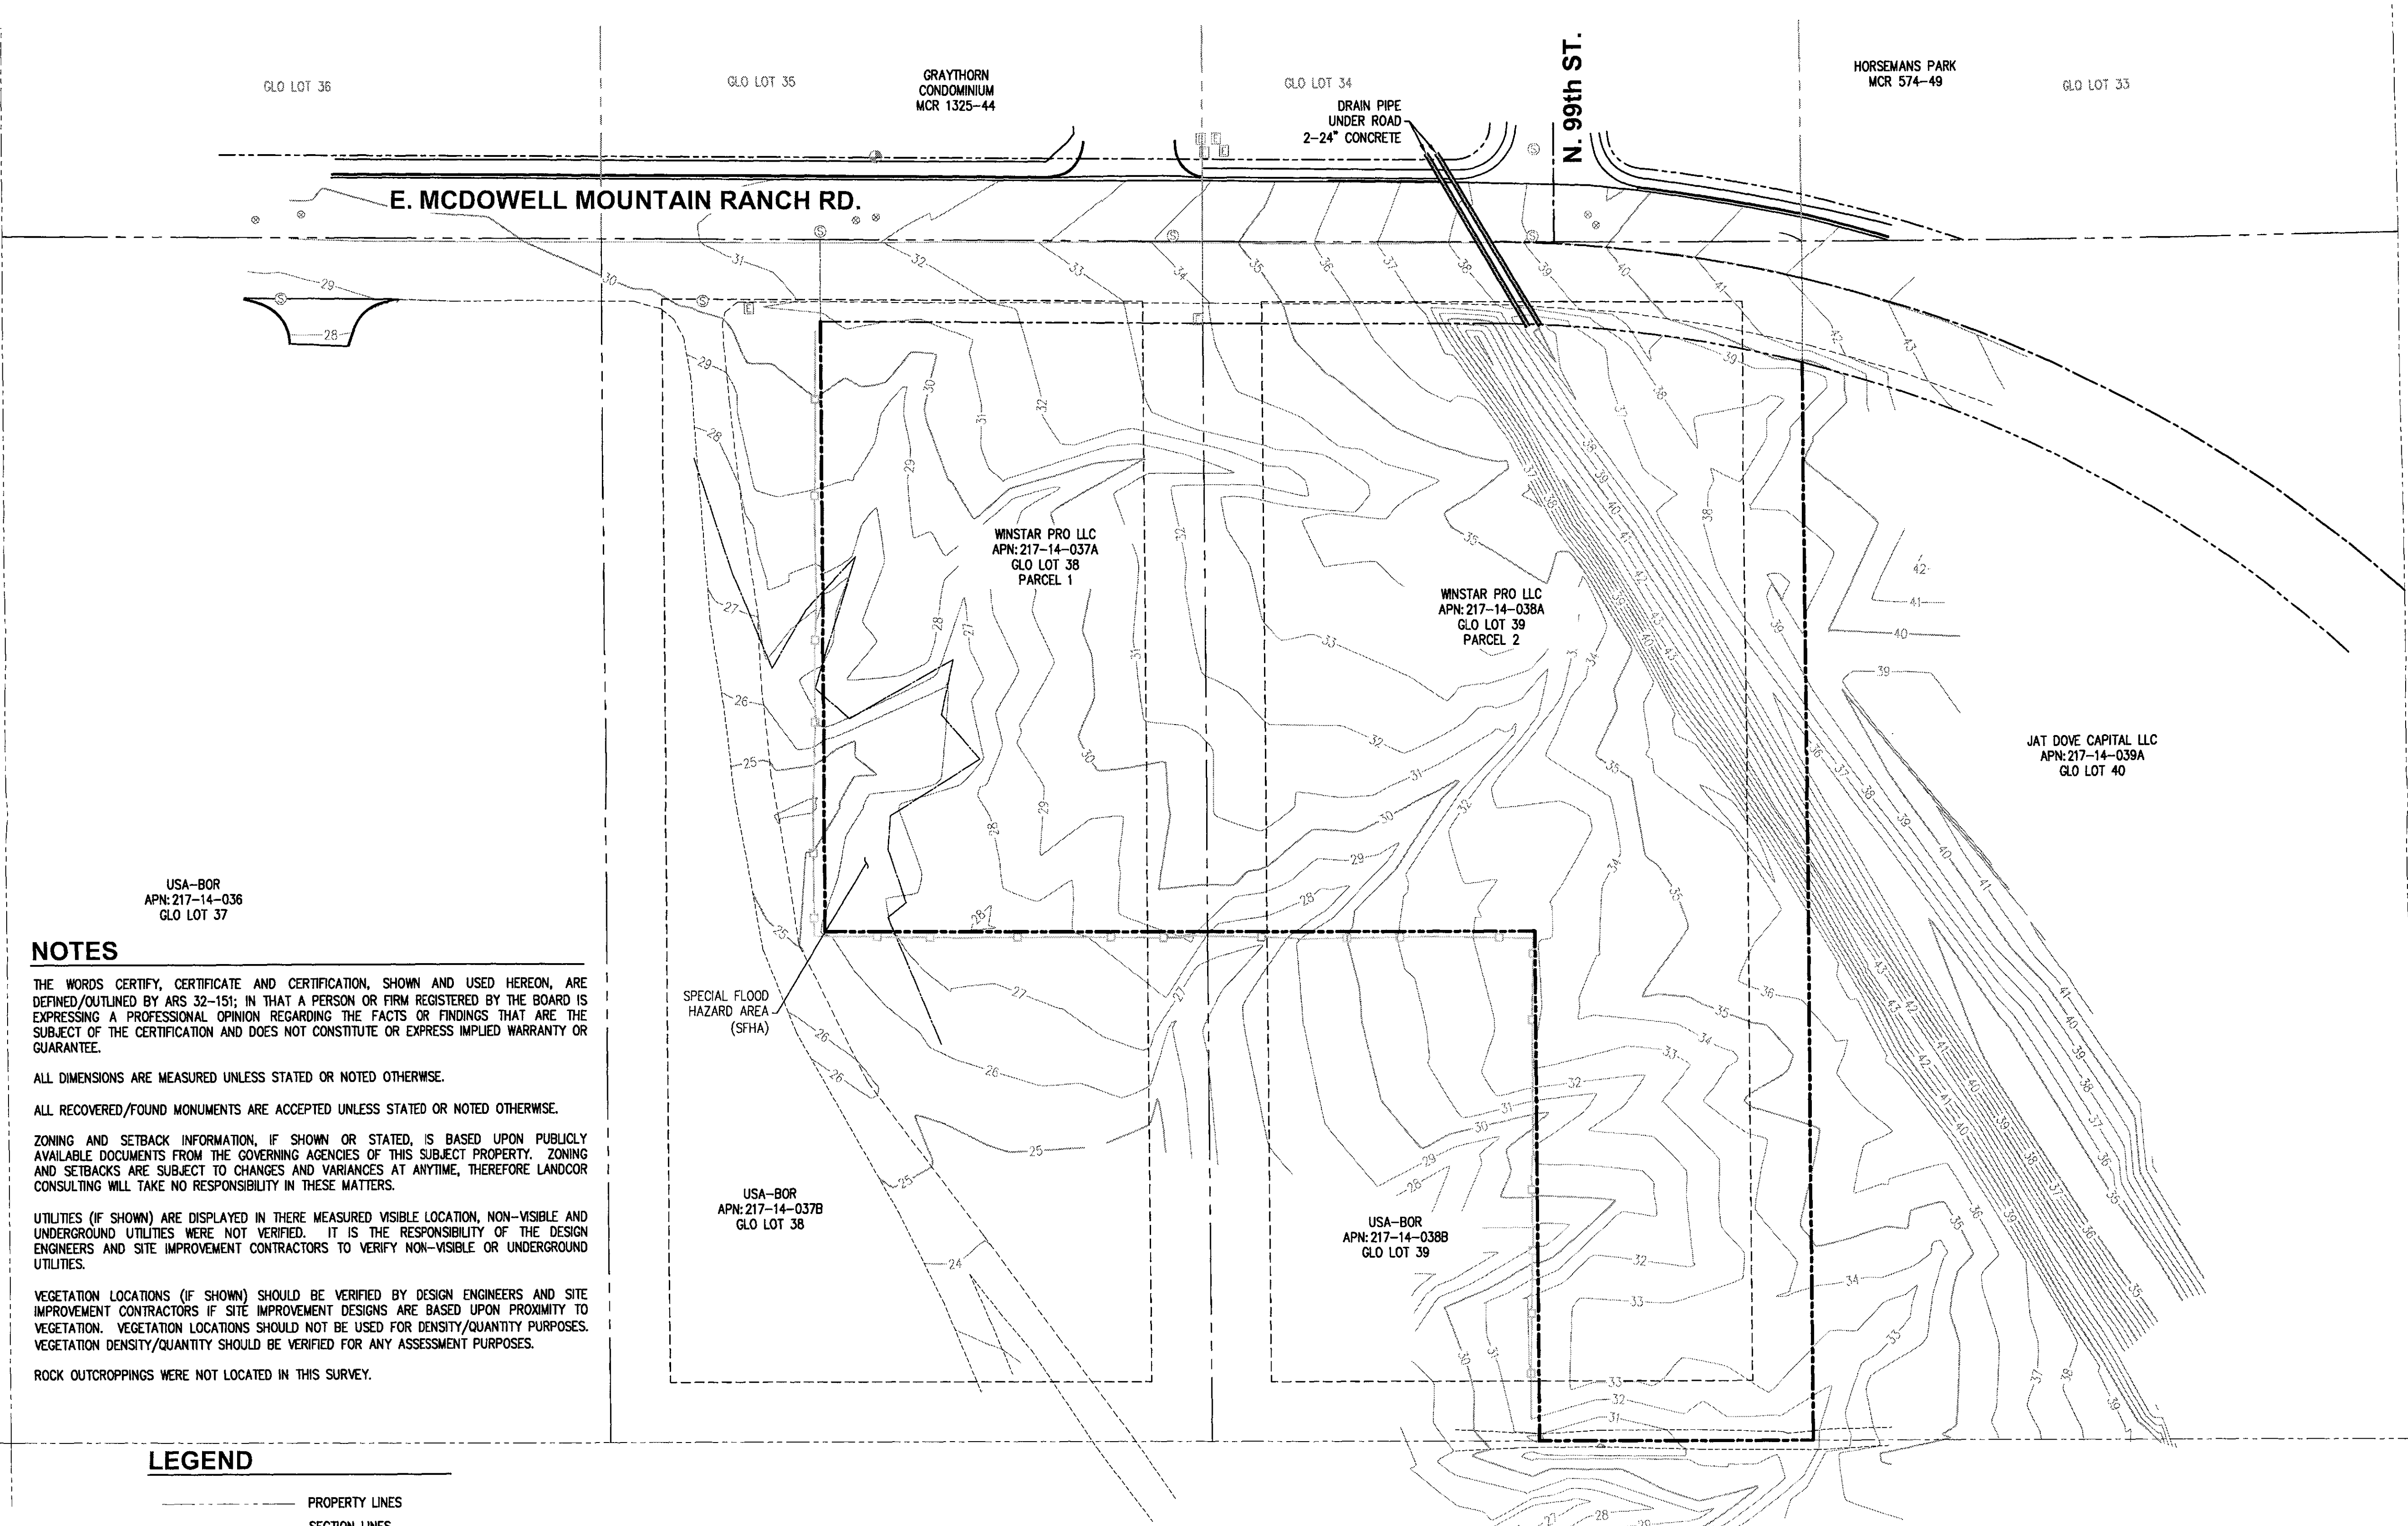 GLO LOT 36
GLO LOT 35
GRAYTHORN
CONDOMINIUM
MCR 1325-44
GLO LOT 34
DRAIN PIPE
UNDER ROAD
2-24" CONCRETE
N. 99th ST.
HORSEMANS PARK
MCR 574-49
GLO LOT 33
E. MCDOWELL MOUNTAIN RANCH RD.
WINSTAR PRO LLC
APN: 217-14-037A
GLO LOT 38
PARCEL 1
WINSTAR PRO LLC
APN: 217-14-038A
GLO LOT 39
PARCEL 2
JAT DOVE CAPITAL LLC
APN: 217-14-039A
GLO LOT 40
USA-BOR
APN: 217-14-036
GLO LOT 37
SPECIAL FLOOD
HAZARD AREA
(SFHA)
USA-BOR
APN: 217-14-037B
GLO LOT 38
USA-BOR
APN: 217-14-038B
GLO LOT 39
NOTES
THE WORDS CERTIFY, CERTIFICATE AND CERTIFICATION, SHOWN AND USED HEREON, ARE
DEFINED/OUTLINED BY ARS 32-151; IN THAT A PERSON OR FIRM REGISTERED BY THE BOARD IS
EXPRESSING A PROFESSIONAL OPINION REGARDING THE FACTS OR FINDINGS THAT ARE THE
SUBJECT OF THE CERTIFICATION AND DOES NOT CONSTITUTE OR EXPRESS IMPLIED WARRANTY OR
GUARANTEE.
ALL DIMENSIONS ARE MEASURED UNLESS STATED OR NOTED OTHERWISE.
ALL RECOVERED/FOUND MONUMENTS ARE ACCEPTED UNLESS STATED OR NOTED OTHERWISE.
ZONING AND SETBACK INFORMATION, IF SHOWN OR STATED, IS BASED UPON PUBLICLY
AVAILABLE DOCUMENTS FROM THE GOVERNING AGENCIES OF THIS SUBJECT PROPERTY. ZONING
AND SETBACKS ARE SUBJECT TO CHANGES AND VARIANCES AT ANYTIME, THEREFORE LANDCOR
CONSULTING WILL TAKE NO RESPONSIBILITY IN THESE MATTERS.
UTILITIES (IF SHOWN) ARE DISPLAYED IN THERE MEASURED VISIBLE LOCATION, NON-VISIBLE AND
UNDERGROUND UTILITIES WERE NOT VERIFIED. IT IS THE RESPONSIBILITY OF THE DESIGN
ENGINEERS AND SITE IMPROVEMENT CONTRACTORS TO VERIFY NON-VISIBLE OR UNDERGROUND
UTILITIES.
VEGETATION LOCATIONS (IF SHOWN) SHOULD BE VERIFIED BY DESIGN ENGINEERS AND SITE
IMPROVEMENT CONTRACTORS IF SITE IMPROVEMENT DESIGNS ARE BASED UPON PROXIMITY TO
VEGETATION. VEGETATION LOCATIONS SHOULD NOT BE USED FOR DENSITY/QUANTITY PURPOSES.
VEGETATION DENSITY/QUANTITY SHOULD BE VERIFIED FOR ANY ASSESSMENT PURPOSES.
ROCK OUTCROPPINGS WERE NOT LOCATED IN THIS SURVEY.
LEGEND
PROPERTY LINES
SECTION LINES